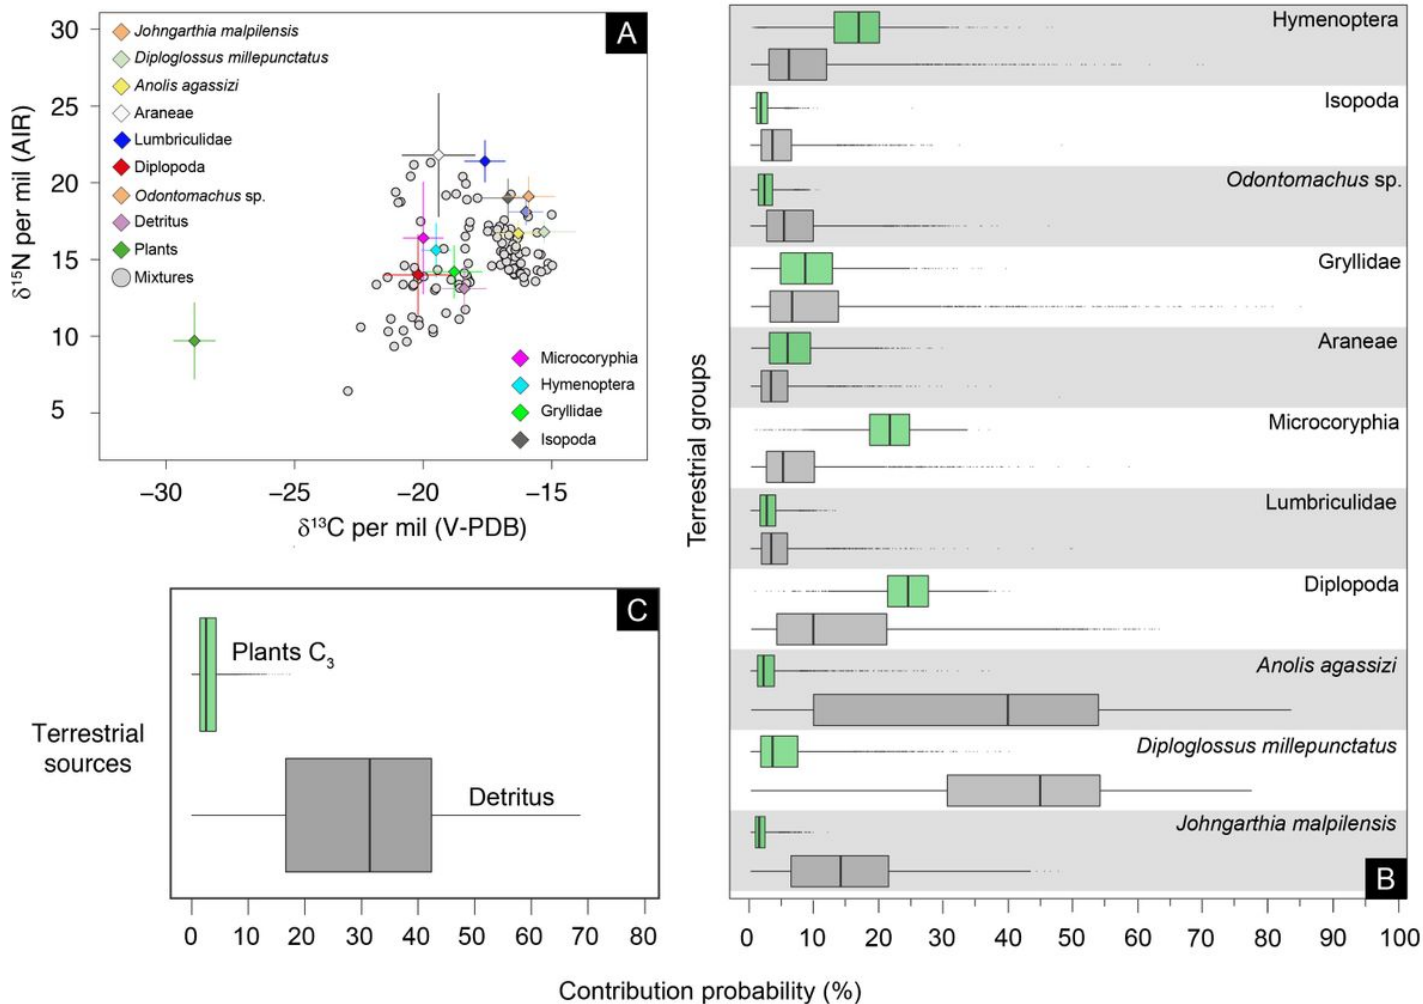 A
δ¹⁵N per mil (AIR)
30
25
20
15
10
5
Johngarthia malpilensis
Diploglossus millepunctatus
Anolis agassizi
Araneae
Lumbriculidae
Diplopoda
Odontomachus sp.
Detritus
Plants
Mixtures
Microcoryphia
Hymenoptera
Gryllidae
Isopoda
−30 −25 −20 −15
δ¹³C per mil (V-PDB)
C
Terrestrial
sources
Plants C₃
Detritus
0 10 20 30 40 50 60 70 80
Terrestrial groups
Hymenoptera
Isopoda
Odontomachus sp.
Gryllidae
Araneae
Microcoryphia
Lumbriculidae
Diplopoda
Anolis agassizi
Diploglossus millepunctatus
Johngarthia malpilensis
B
0 10 20 30 40 50 60 70 80 90 100
Contribution probability (%)